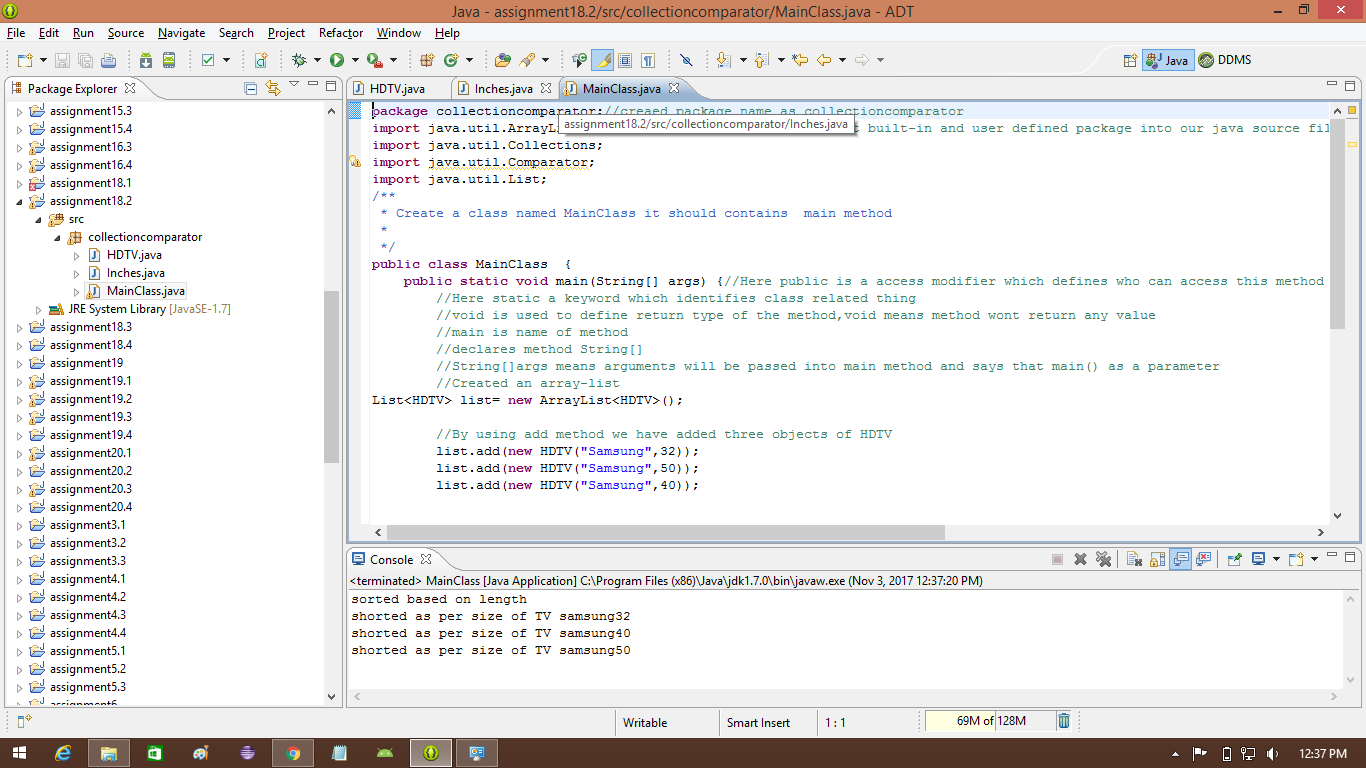 Java - assignment18.2/src/collectioncomparator/MainClass.java - ADT
File Edit Run Source Navigate Search Project Refactor Window Help
Java DDMS
Package Explorer
assignment15.3
assignment15.4
assignment16.3
assignment16.4
assignment18.1
assignment18.2
src
collectioncomparator
HDTV.java
Inches.java
MainClass.java
JRE System Library [JavaSE-1.7]
assignment18.3
assignment18.4
assignment19
assignment19.1
assignment19.2
assignment19.3
assignment19.4
assignment20.1
assignment20.2
assignment20.3
assignment20.4
assignment3.1
assignment3.2
assignment3.3
assignment4.1
assignment4.2
assignment4.3
assignment4.4
assignment5.1
assignment5.2
assignment5.3
assignment6
HDTV.java Inches.java MainClass.java
package collectioncomparator;//creaed package name as collectioncomparator
import java.util.ArrayLi
assignment18.2/src/collectioncomparator/Inches.java
built-in and user defined package into our java source fil
import java.util.Collections;
import java.util.Comparator;
import java.util.List;
/**
* Create a class named MainClass it should contains  main method
*
*/
public class MainClass  {
public static void main(String[] args) {//Here public is a access modifier which defines who can access this method
//Here static a keyword which identifies class related thing
//void is used to define return type of the method,void means method wont return any value
//main is name of method
//declares method String[]
//String[]args means arguments will be passed into main method and says that main() as a parameter
//Created an array-list
List<HDTV> list= new ArrayList<HDTV>();
//By using add method we have added three objects of HDTV
list.add(new HDTV("Samsung",32));
list.add(new HDTV("Samsung",50));
list.add(new HDTV("Samsung",40));
Console
<terminated> MainClass [Java Application] C:\Program Files (x86)\Java\jdk1.7.0\bin\javaw.exe (Nov 3, 2017 12:37:20 PM)
sorted based on length
shorted as per size of TV samsung32
shorted as per size of TV samsung40
shorted as per size of TV samsung50
Writable Smart Insert 1 : 1 69M of 128M
12:37 PM